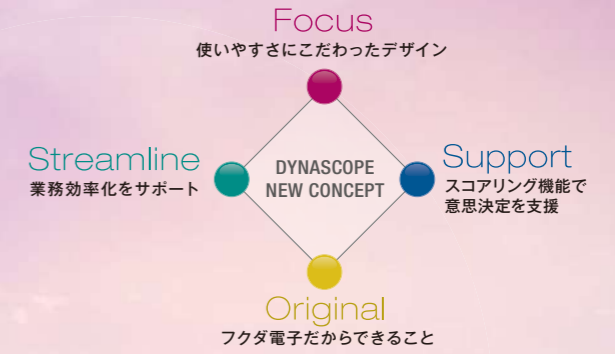 Focus
使いやすさにこだわったデザイン
Streamline
業務効率化をサポート
DYNASCOPE
NEW CONCEPT
Support
スコアリング機能で
意思決定を支援
Original
フクダ電子だからできること